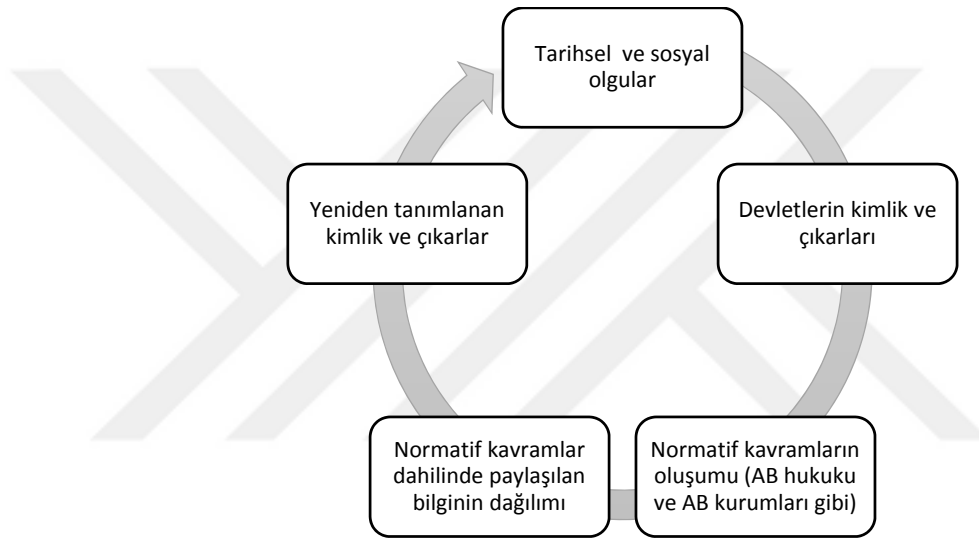 Tarihsel ve sosyal
olgular
Devletlerin kimlik ve
çıkarları
Normatif kavramların
oluşumu (AB hukuku
ve AB kurumları gibi)
Normatif kavramlar
dahilinde paylaşılan
bilginin dağılımı
Yeniden tanımlanan
kimlik ve çıkarlar